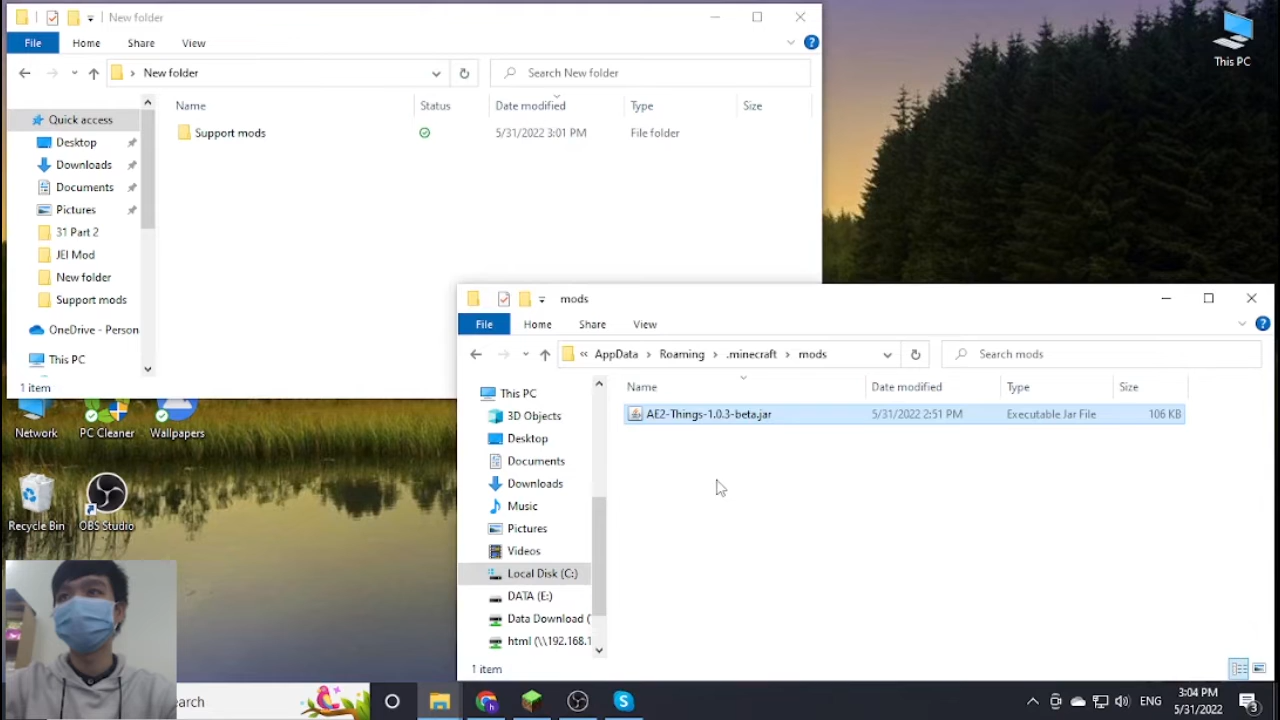 New folder
File Home Share View
New folder Search New folder
Name Status Date modified Type Size
Quick access
Support mods 5/31/2022 3:01 PM File folder
Desktop
Downloads
Documents
Pictures
31 Part 2
JEI Mod
New folder
Support mods
OneDrive - Person
This PC
1 item
This PC
mods
File Home Share View
« AppData Roaming .minecraft mods Search mods
Name Date modified Type Size
This PC
AE2-Things-1.0.3-beta.jar 5/31/2022 2:51 PM Executable Jar File 106 KB
3D Objects
Desktop
Documents
Downloads
Music
Pictures
Videos
Local Disk (C:)
DATA (E:)
Data Download (
html (\\192.168.1
1 item
Network PC Cleaner Wallpapers
Recycle Bin OBS Studio
earch
ENG 3:04 PM
5/31/2022
3